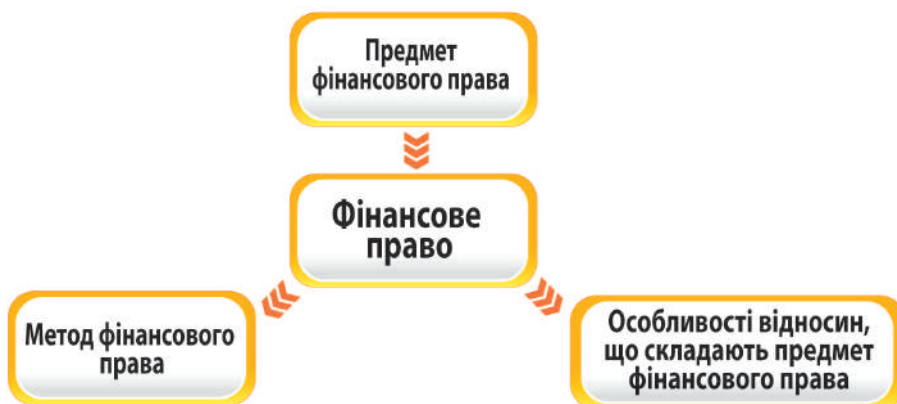 Предмет
фінансового права
Фінансове
право
Метод фінансового
права
Особливості відносин,
що складають предмет
фінансового права